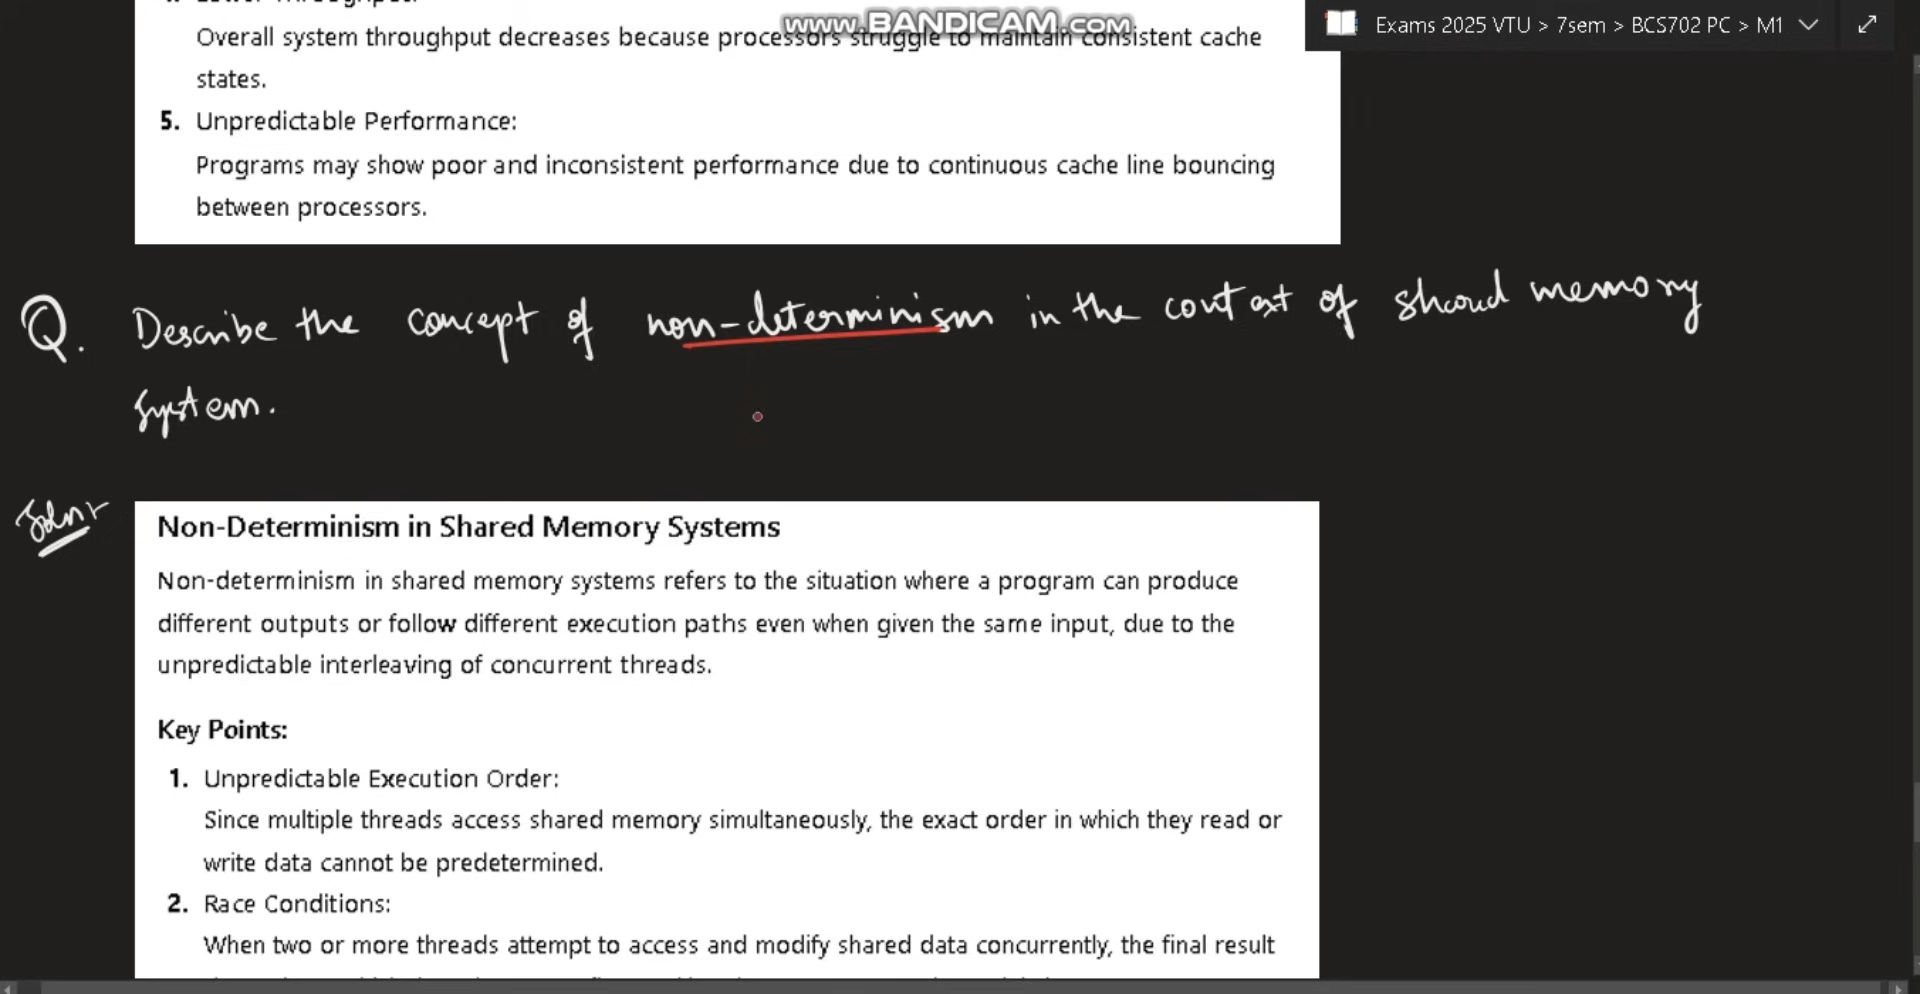 www.BANDICAM.com
Exams 2025 VTU > 7sem > BCS702 PC > M1
Overall system throughput decreases because processors struggle to maintain consistent cache
states.
5. Unpredictable Performance:
Programs may show poor and inconsistent performance due to continuous cache line bouncing
between processors.
Q. Describe the concept of non-determinism in the context of shared memory
system.
Soln:-
Non-Determinism in Shared Memory Systems
Non-determinism in shared memory systems refers to the situation where a program can produce
different outputs or follow different execution paths even when given the same input, due to the
unpredictable interleaving of concurrent threads.
Key Points:
1. Unpredictable Execution Order:
Since multiple threads access shared memory simultaneously, the exact order in which they read or
write data cannot be predetermined.
2. Race Conditions:
When two or more threads attempt to access and modify shared data concurrently, the final result